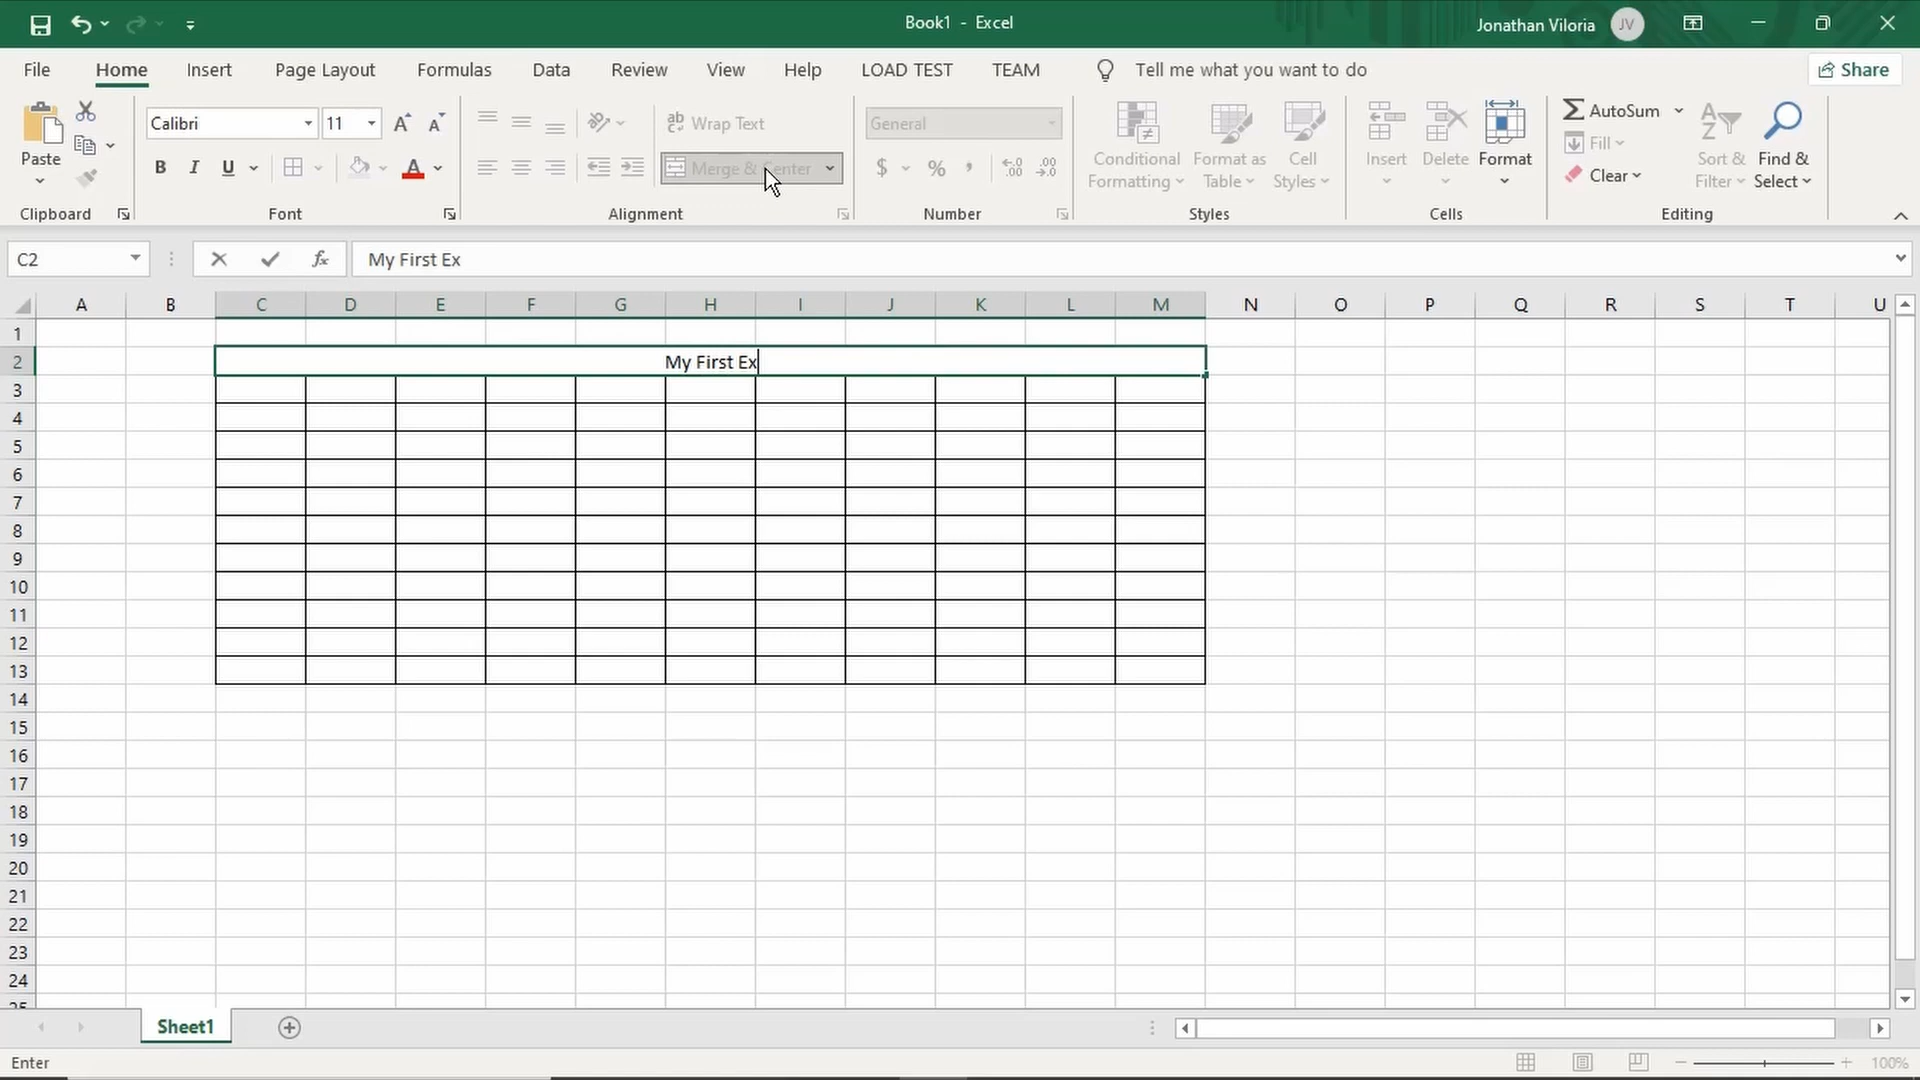 Book1 - Excel
Jonathan Viloria
JV
File Home Insert Page Layout Formulas Data Review View Help LOAD TEST TEAM Tell me what you want to do Share
Paste
Clipboard
Calibri 11
B I U A
Font
ab Wrap Text
Merge & Center
Alignment
General
$ % ,
Number
Conditional Formatting
Format as Table
Cell Styles
Styles
Insert Delete Format
Cells
AutoSum
Fill
Clear
Sort & Filter
Find & Select
Editing
C2 fx My First Ex
A B C D E F G H I J K L M N O P Q R S T U
1
2 My First Ex
3
4
5
6
7
8
9
10
11
12
13
14
15
16
17
18
19
20
21
22
23
24
25
Sheet1
Enter 100%